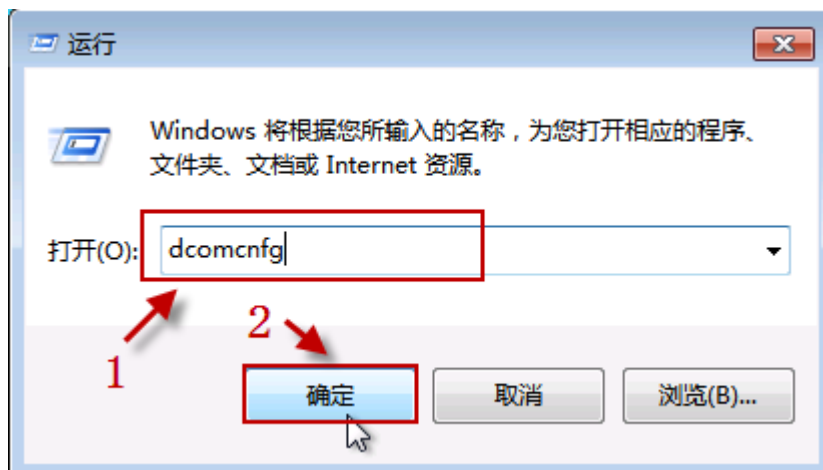 运行
Windows 将根据您所输入的名称，为您打开相应的程序、
文件夹、文档或 Internet 资源。
打开(O): dcomcnfg
1
2
确定 取消 浏览(B)...